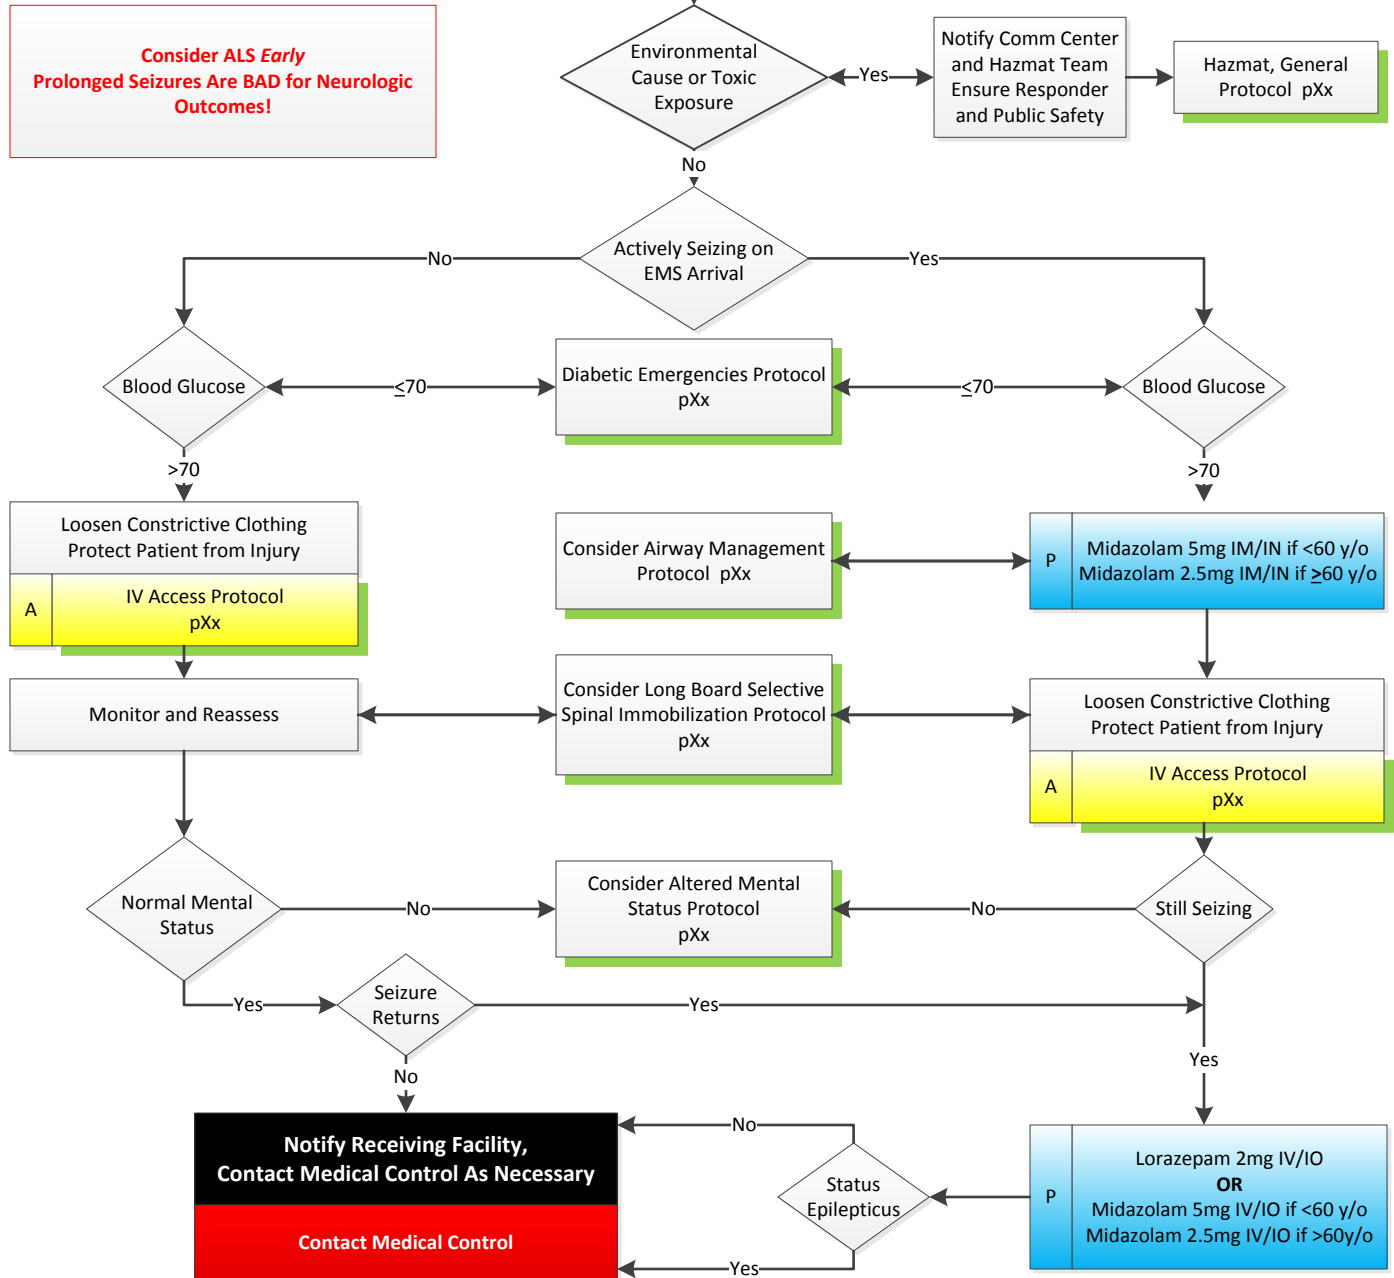 Consider ALS Early
Prolonged Seizures Are BAD for Neurologic
Outcomes!
Environmental
Cause or Toxic
Exposure
Yes
Notify Comm Center
and Hazmat Team
Ensure Responder
and Public Safety
Hazmat, General
Protocol pXx
No
Actively Seizing on
EMS Arrival
No
Yes
Blood Glucose
≤70
Diabetic Emergencies Protocol
pXx
≤70
Blood Glucose
>70
>70
Loosen Constrictive Clothing
Protect Patient from Injury
A
IV Access Protocol
pXx
Consider Airway Management
Protocol pXx
P
Midazolam 5mg IM/IN if <60 y/o
Midazolam 2.5mg IM/IN if ≥60 y/o
Monitor and Reassess
Consider Long Board Selective
Spinal Immobilization Protocol
pXx
Loosen Constrictive Clothing
Protect Patient from Injury
A
IV Access Protocol
pXx
Normal Mental
Status
No
Consider Altered Mental
Status Protocol
pXx
No
Still Seizing
Yes
Seizure
Returns
Yes
Yes
No
Notify Receiving Facility,
Contact Medical Control As Necessary
Contact Medical Control
No
Status
Epilepticus
Yes
P
Lorazepam 2mg IV/IO
OR
Midazolam 5mg IV/IO if <60 y/o
Midazolam 2.5mg IV/IO if >60y/o